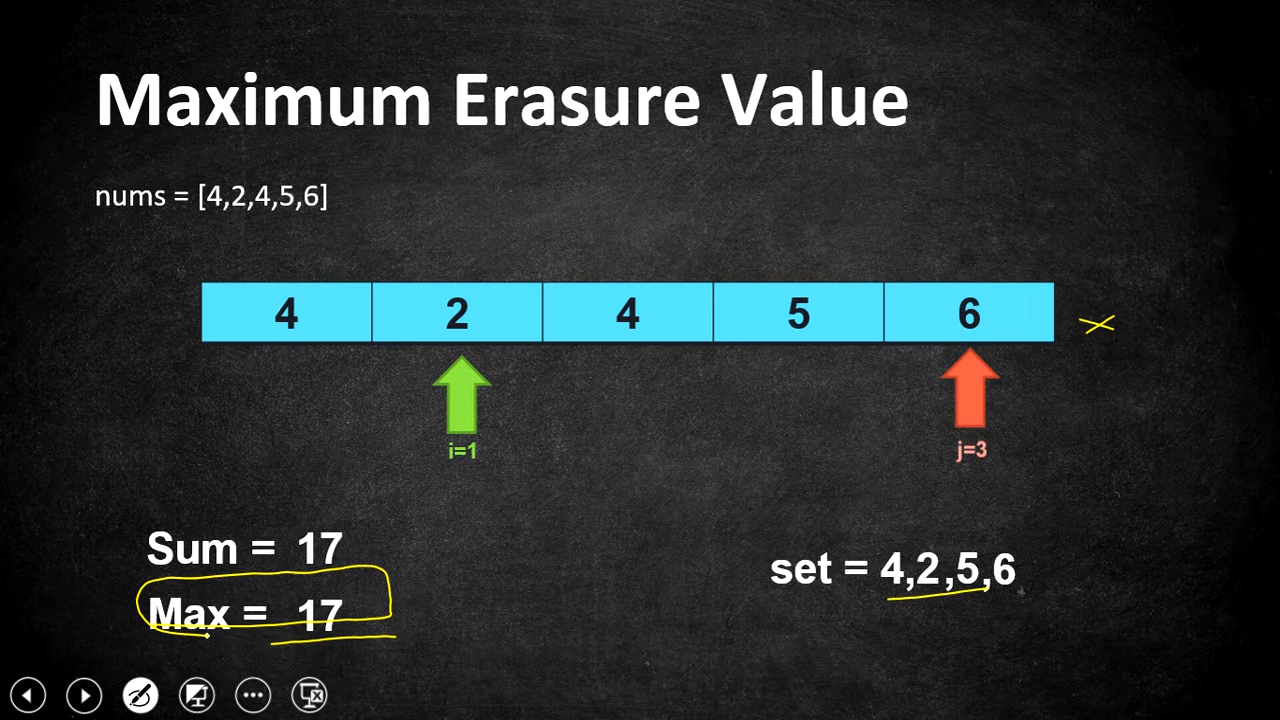 Maximum Erasure Value
nums = [4,2,4,5,6]
4 2 4 5 6
i=1 j=3
Sum = 17
Max = 17
set = 4,2,5,6